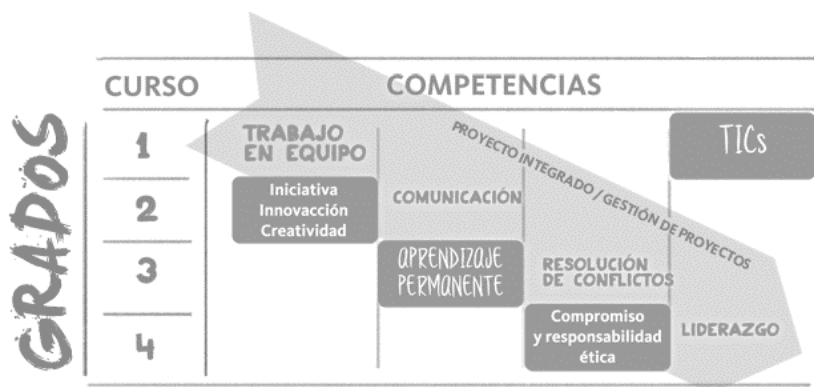 GRADOS
CURSO
COMPETENCIAS
1
TRABAJO
EN EQUIPO
PROYECTO INTEGRADO / GESTIÓN DE PROYECTOS
TICs
2
Iniciativa
Innovacción
Creatividad
COMUNICACIÓN
3
APRENDIZAJE
PERMANENTE
RESOLUCIÓN
DE CONFLICTOS
4
Compromiso
y responsabilidad
ética
LIDERAZGO